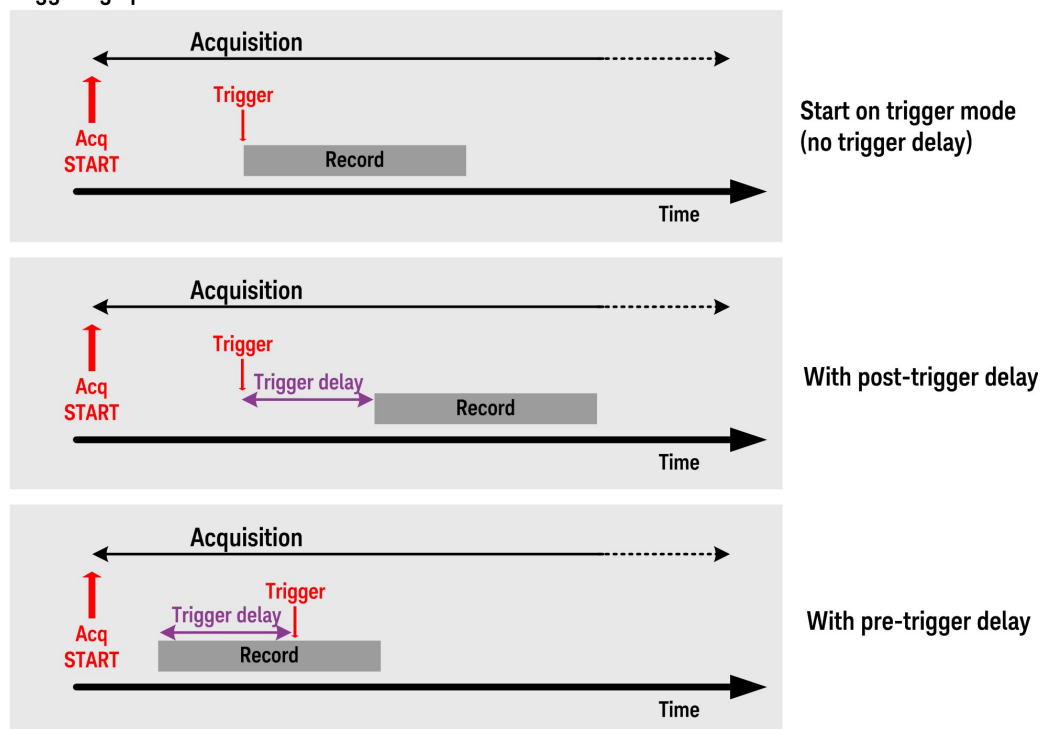 Acquisition
Trigger
Acq
START
Record
Time
Start on trigger mode
(no trigger delay)
Acquisition
Trigger
Trigger delay
Acq
START
Record
Time
With post-trigger delay
Acquisition
Trigger
Trigger delay
Acq
START
Record
Time
With pre-trigger delay